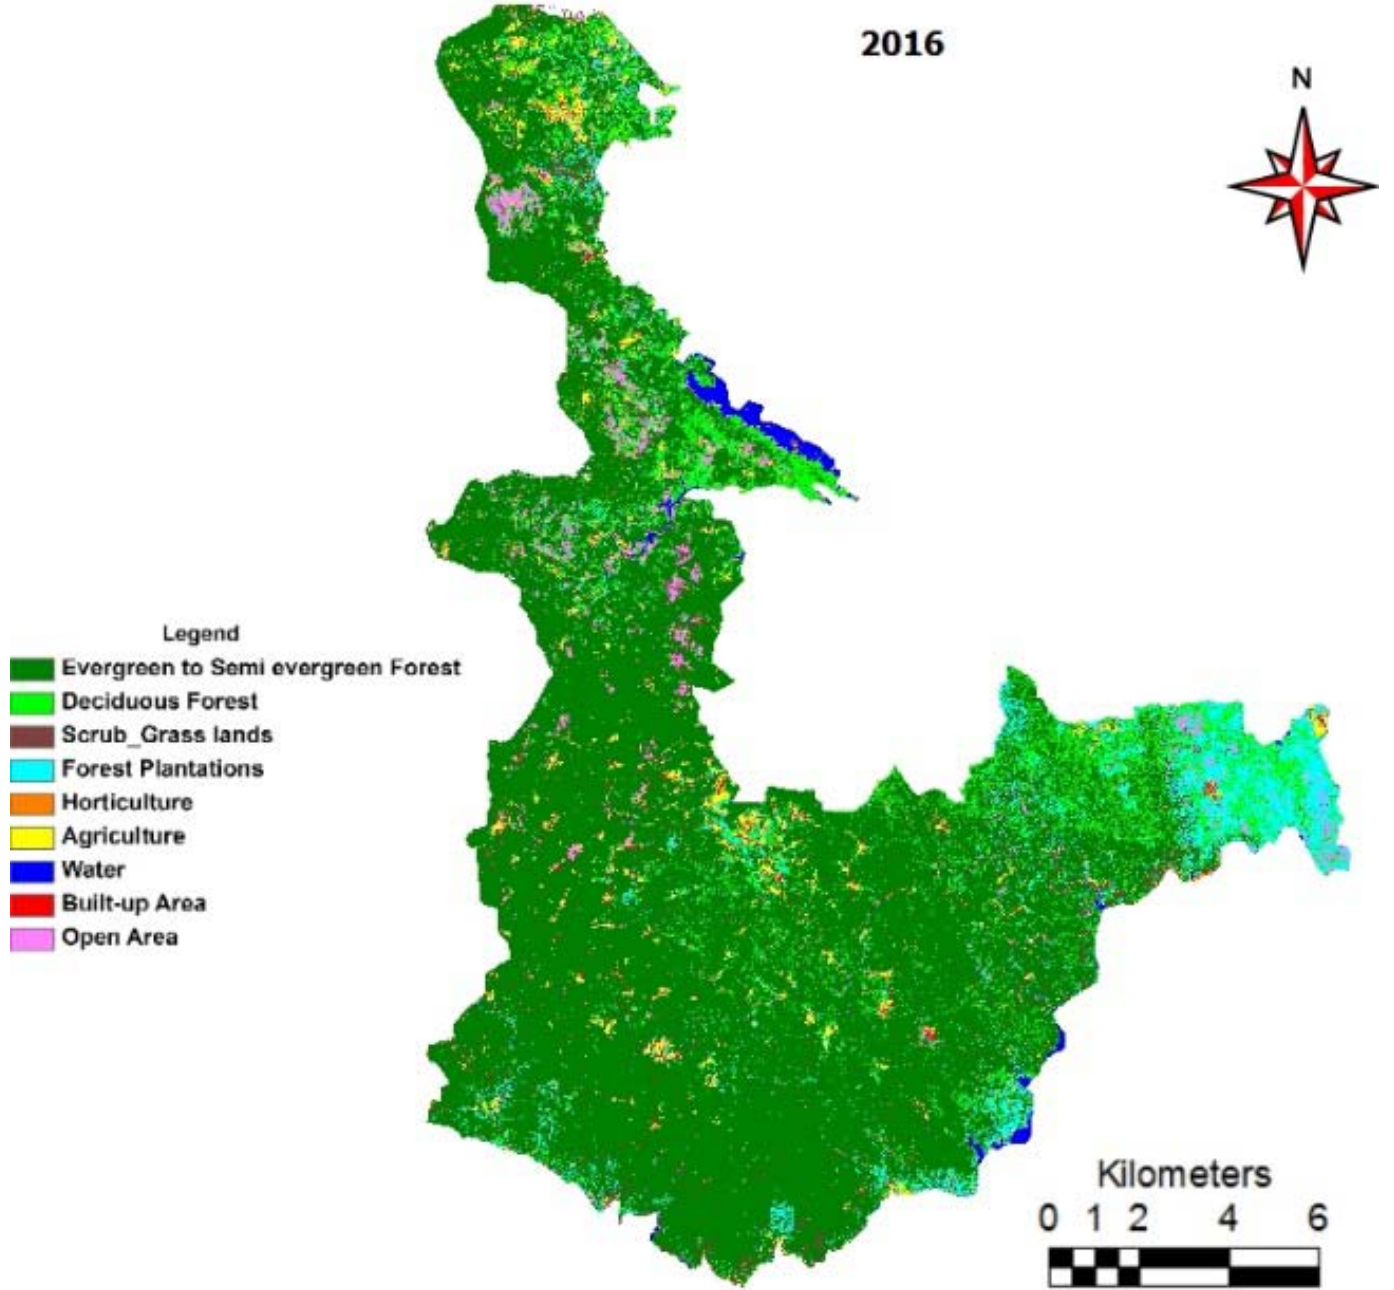 2016
N
Legend
Evergreen to Semi evergreen Forest
Deciduous Forest
Scrub_Grass lands
Forest Plantations
Horticulture
Agriculture
Water
Built-up Area
Open Area
Kilometers
0 1 2 4 6